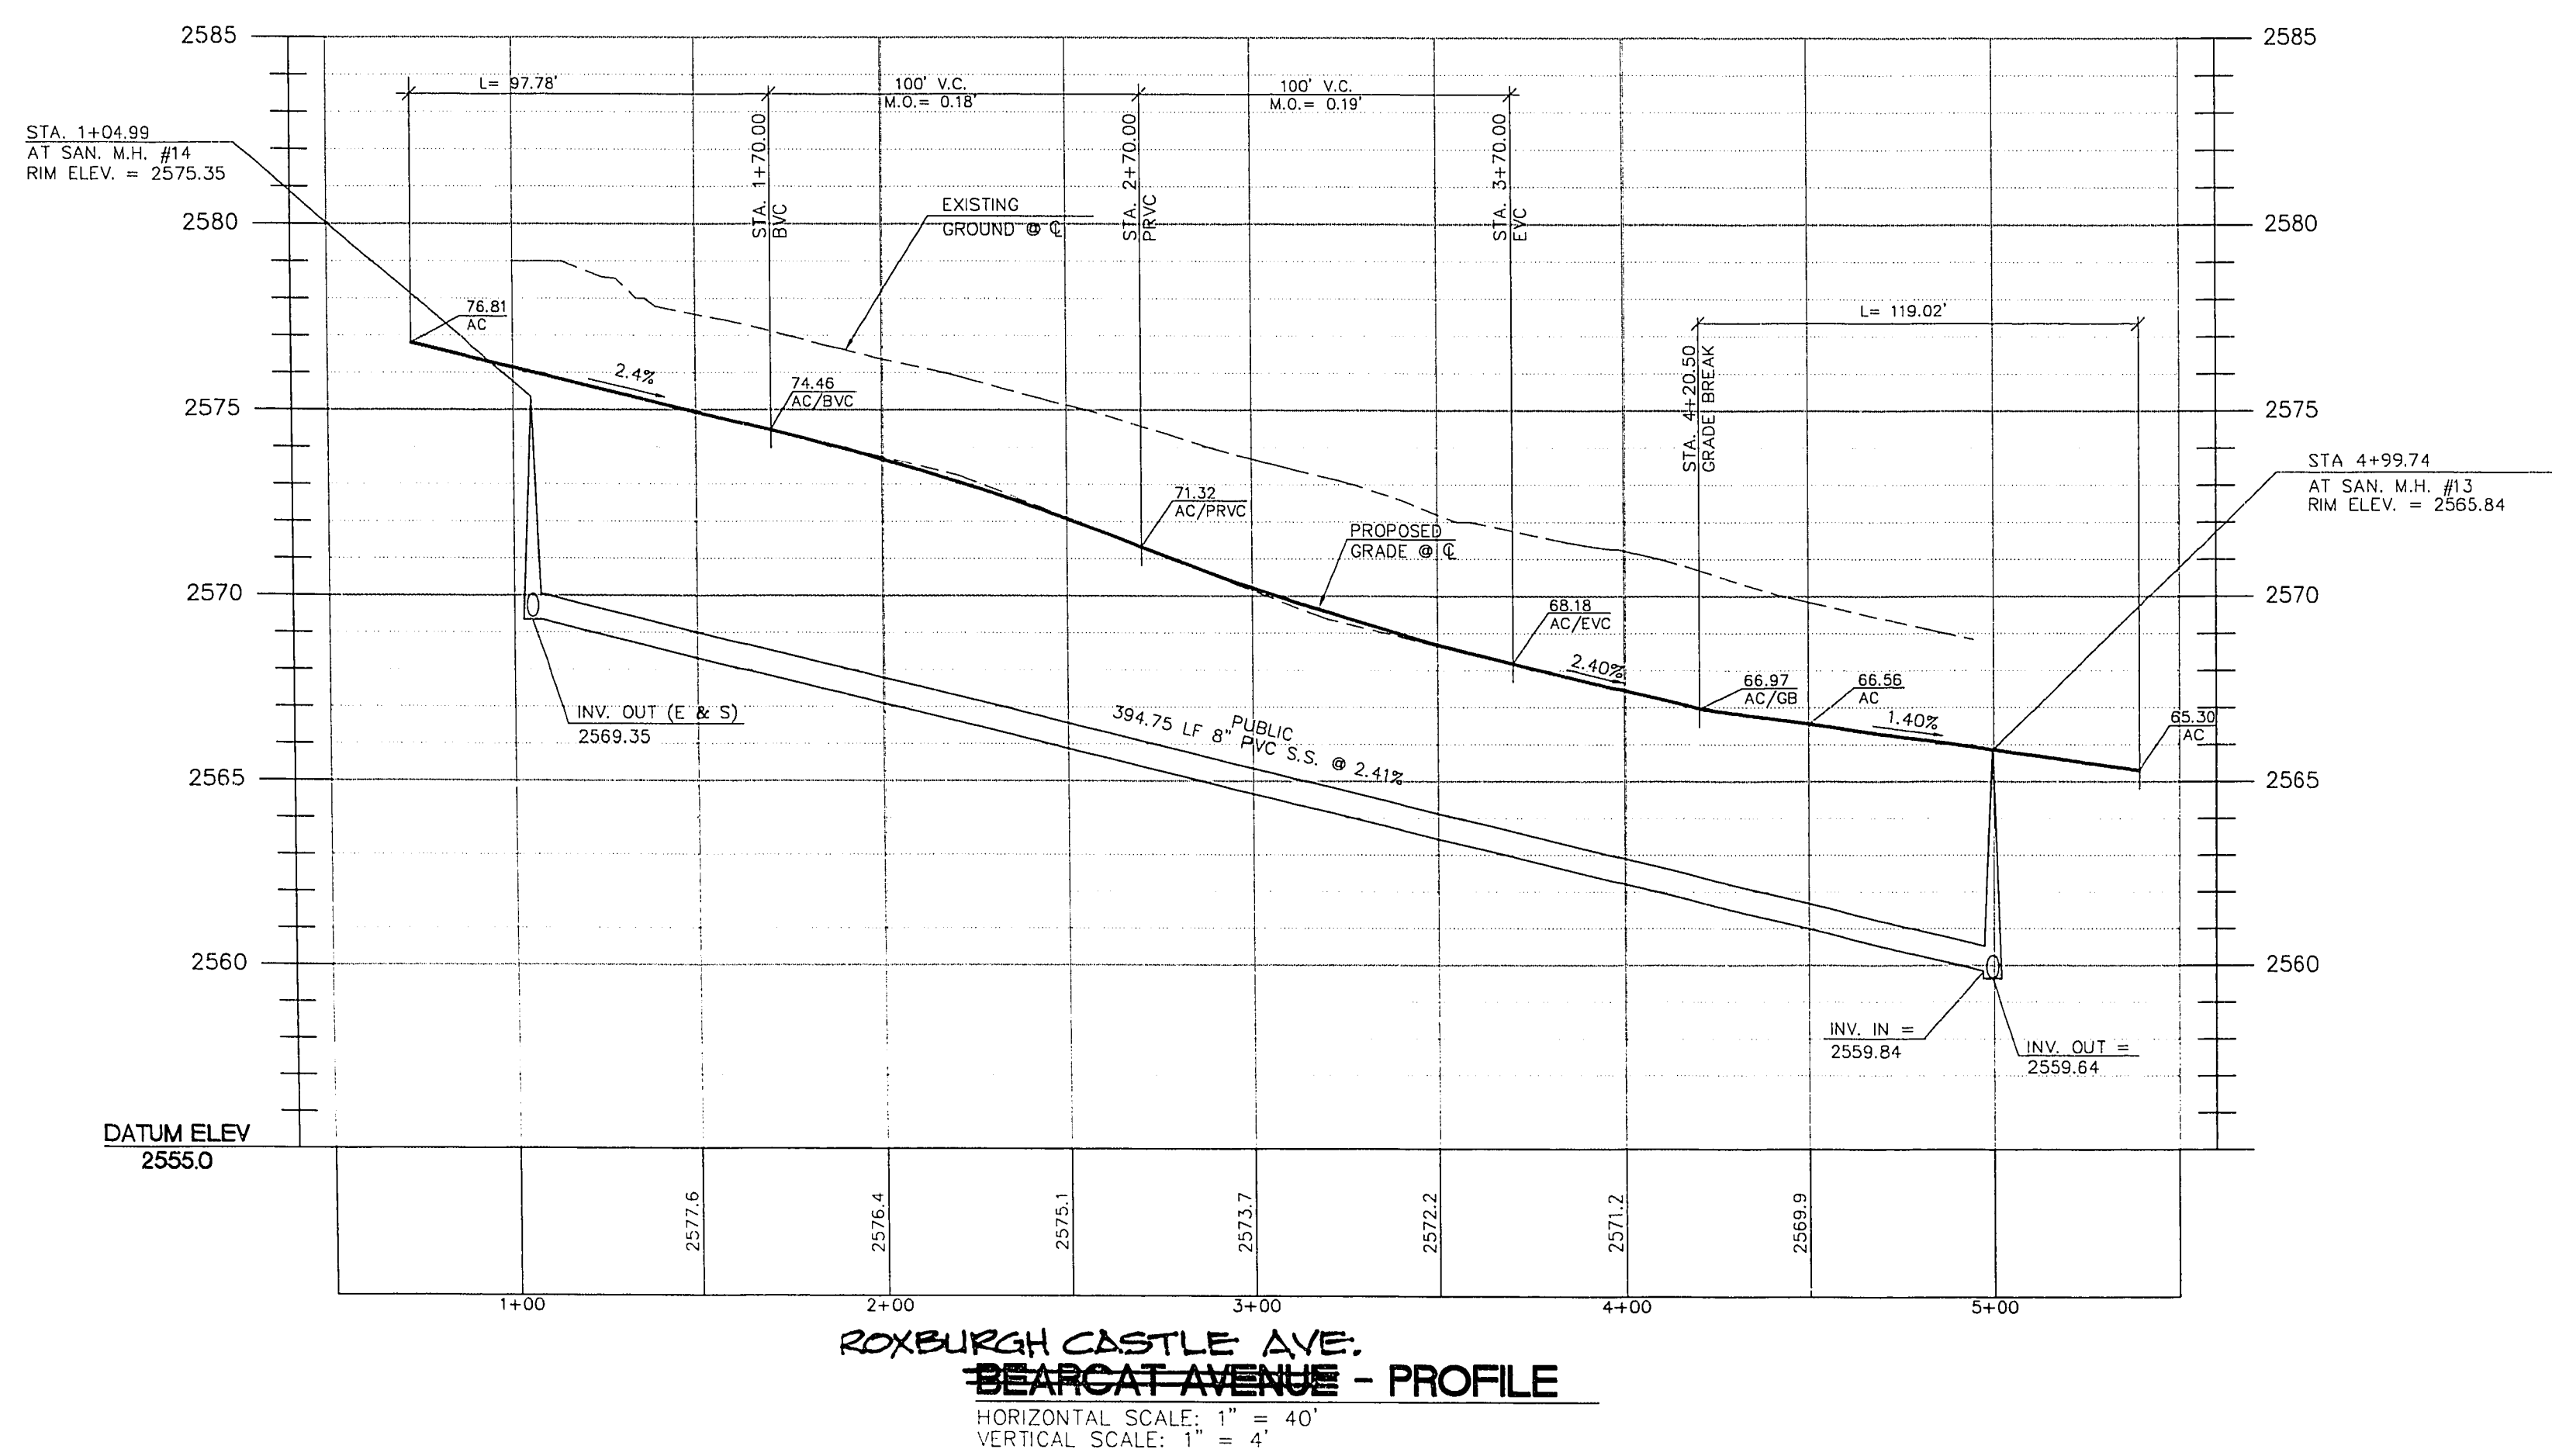 2585
2585
L= 97.78'
100' V.C.
M.O.= 0.18'
100' V.C.
M.O.= 0.19'
STA. 1+04.99
AT SAN. M.H. #14
RIM ELEV. = 2575.35
STA. 1+70.00
BVC
STA. 2+70.00
PRVC
STA. 3+70.00
EVC
EXISTING
GROUND @ ℄
2580
2580
76.81
AC
L= 119.02'
2.4%
74.46
AC/BVC
STA. 4+20.50
GRADE BREAK
2575
2575
STA 4+99.74
AT SAN. M.H. #13
RIM ELEV. = 2565.84
71.32
AC/PRVC
PROPOSED
GRADE @ ℄
2570
2570
68.18
AC/EVC
2.40%
66.97
AC/GB
66.56
AC
1.40%
65.30
AC
INV. OUT (E & S)
2569.35
PUBLIC
394.75 LF 8" PVC S.S. @ 2.41%
2565
2565
2560
2560
INV. IN =
2559.84
INV. OUT =
2559.64
DATUM ELEV
2555.0
2577.6
2576.4
2575.1
2573.7
2572.2
2571.2
2569.9
1+00
2+00
3+00
4+00
5+00
ROXBURGH CASTLE AVE.
BEARCAT AVENUE - PROFILE
HORIZONTAL SCALE: 1" = 40'
VERTICAL SCALE: 1" = 4'